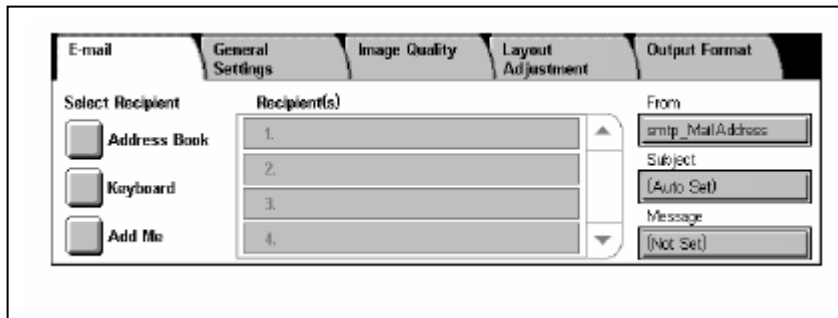 E-mail
General Settings
Image Quality
Layout Adjustment
Output Format
Select Recipient
Address Book
Keyboard
Add Me
Recipient(s)
1.
2.
3.
4.
From
smtp_MailAddress
Subject
(Auto Set)
Message
(Not Set)